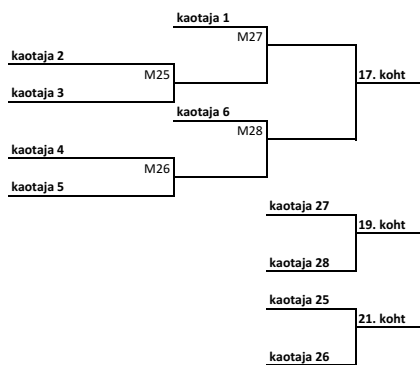 kaotaja 1
M27
kaotaja 2
M25
17. koht
kaotaja 3
kaotaja 6
M28
kaotaja 4
M26
kaotaja 5
kaotaja 27
19. koht
kaotaja 28
kaotaja 25
21. koht
kaotaja 26